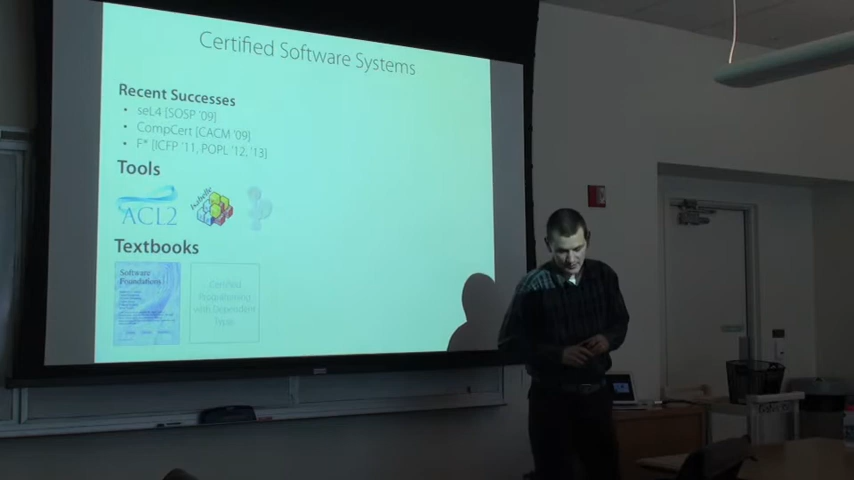 Certified Software Systems
Recent Successes
• seL4 [SOSP '09]
• CompCert [CACM '09]
• F* [ICFP '11, POPL '12, '13]
Tools
ACL2
Isabelle
Textbooks
Software
Foundations
Certified
Programming
with Dependent
Types